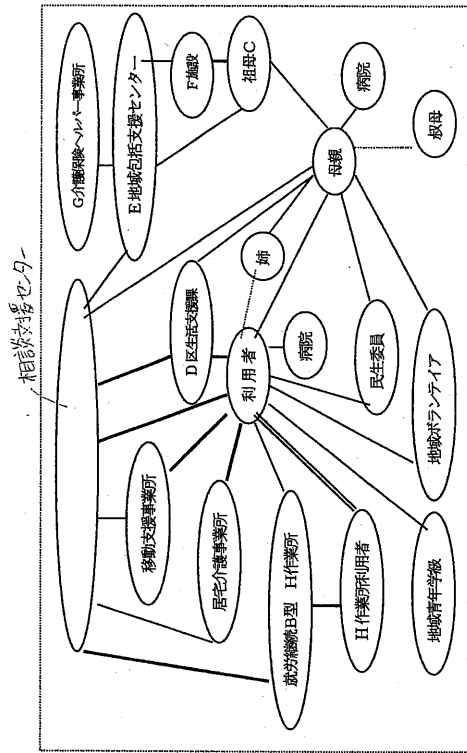 相談支援センター
G介護保険ヘルパー事業所
E地域包括支援センター
F施設
祖母C
病院
叔母
母親
姉
D区生活支援課
利用者
病院
民生委員
地域ボランテイア
移動支援事業所
居宅介護事業所
就労継続B型　H作業所
H作業所利用者
地域青年学級